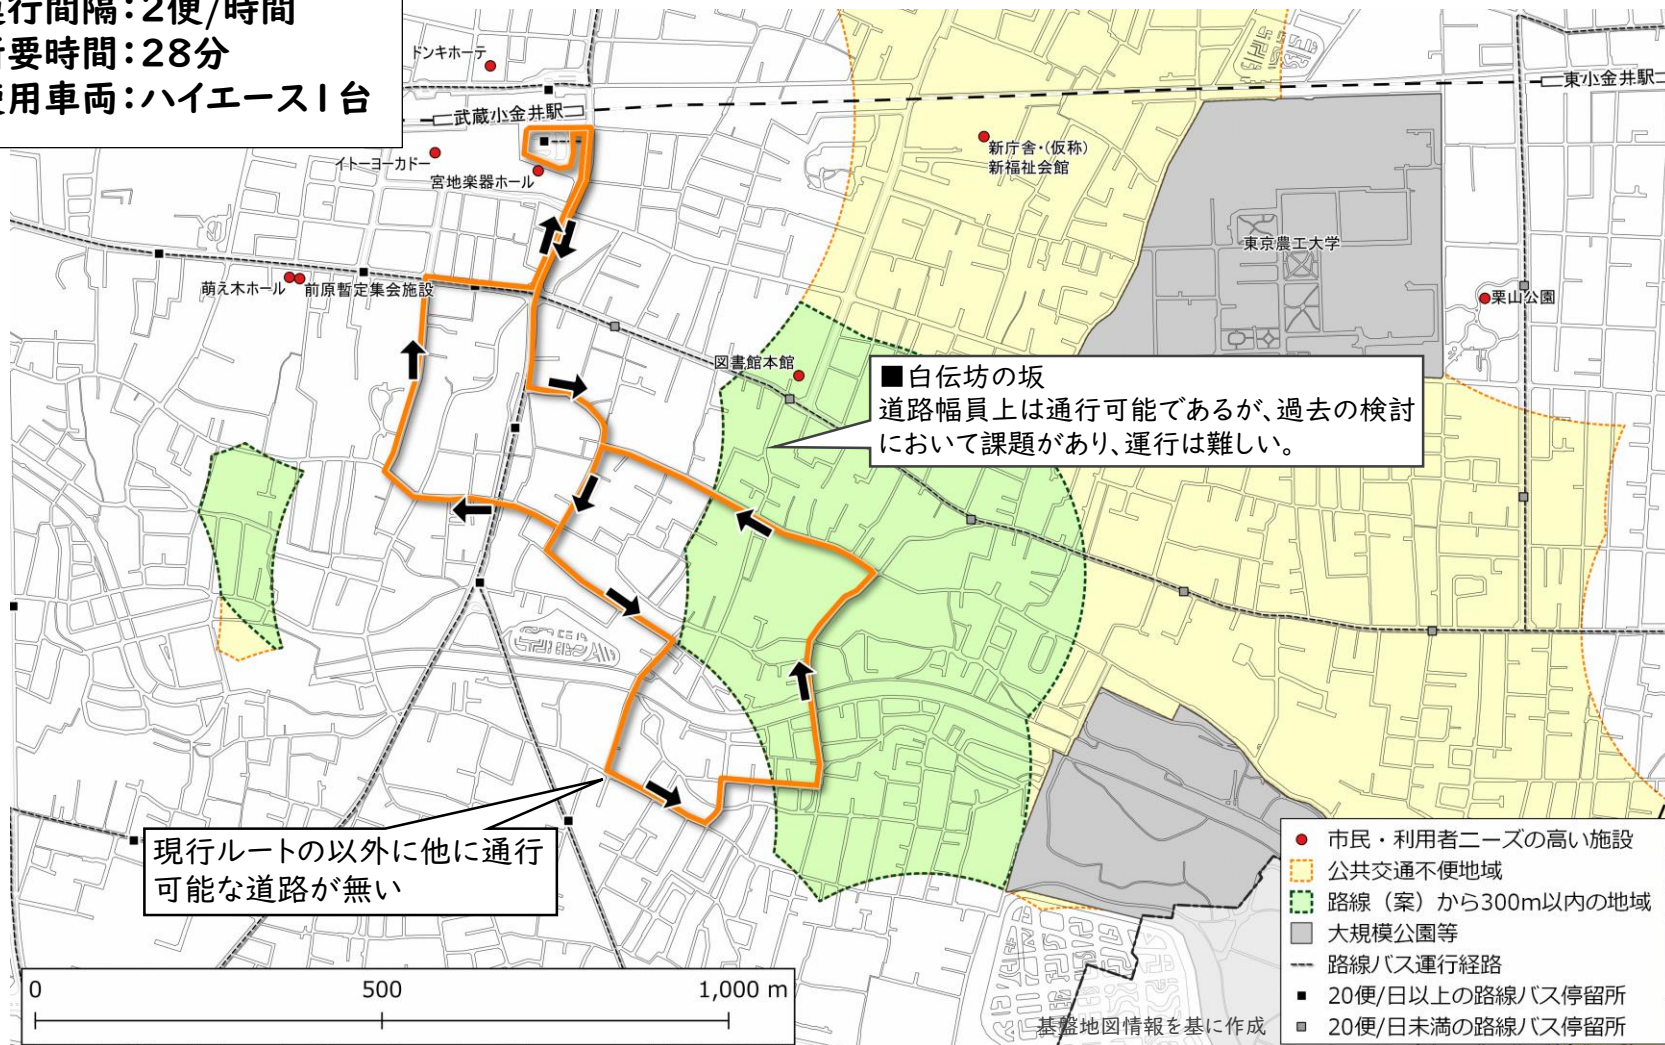 運行間隔：2便/時間
所要時間：28分
使用車両：ハイエース1台
ドンキホーテ
武蔵小金井駅
東小金井駅
イトーヨーカドー
宮地楽器ホール
新庁舎・(仮称)
新福祉会館
東京農工大学
萌え木ホール
前原暫定集会施設
栗山公園
図書館本館
■白伝坊の坂
道路幅員上は通行可能であるが、過去の検討
において課題があり、運行は難しい。
現行ルートの以外に他に通行
可能な道路が無い
市民・利用者ニーズの高い施設
公共交通不便地域
路線（案）から300m以内の地域
大規模公園等
路線バス運行経路
20便/日以上の路線バス停留所
20便/日未満の路線バス停留所
0 500 1,000 m
基盤地図情報を基に作成